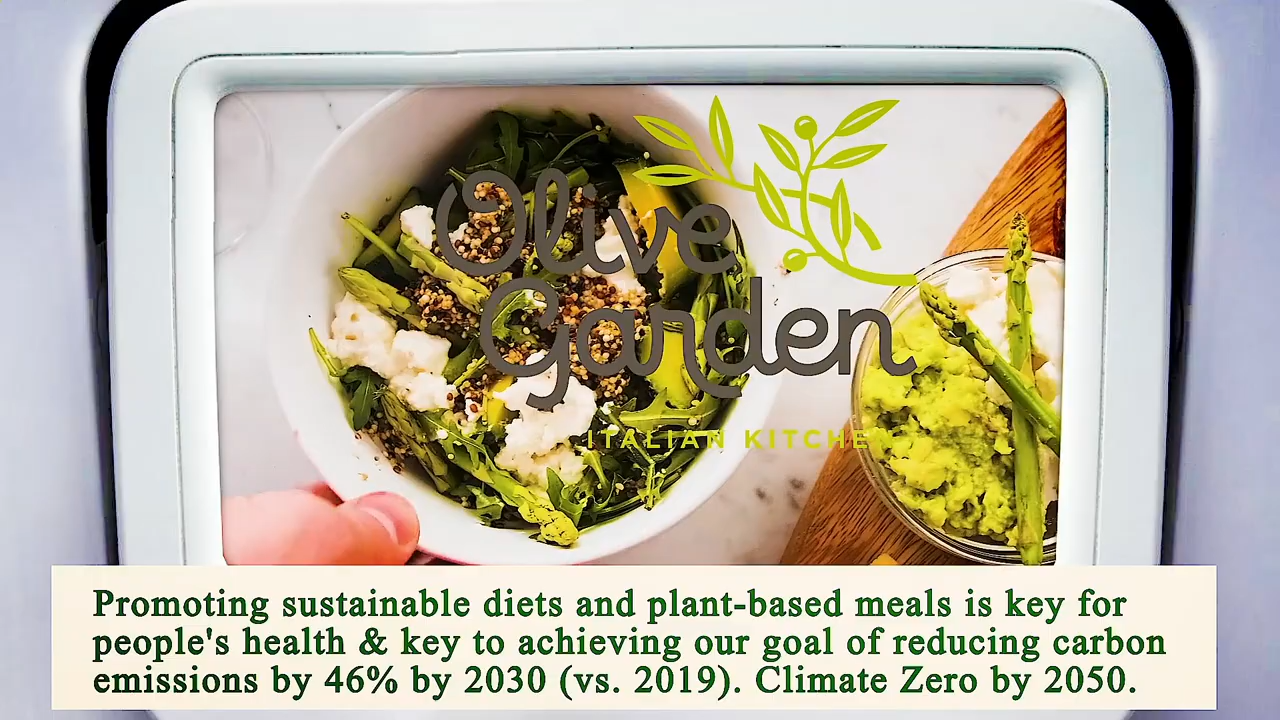 Olive
Garden
ITALIAN KITCHEN
Promoting sustainable diets and plant-based meals is key for
people's health & key to achieving our goal of reducing carbon
emissions by 46% by 2030 (vs. 2019). Climate Zero by 2050.